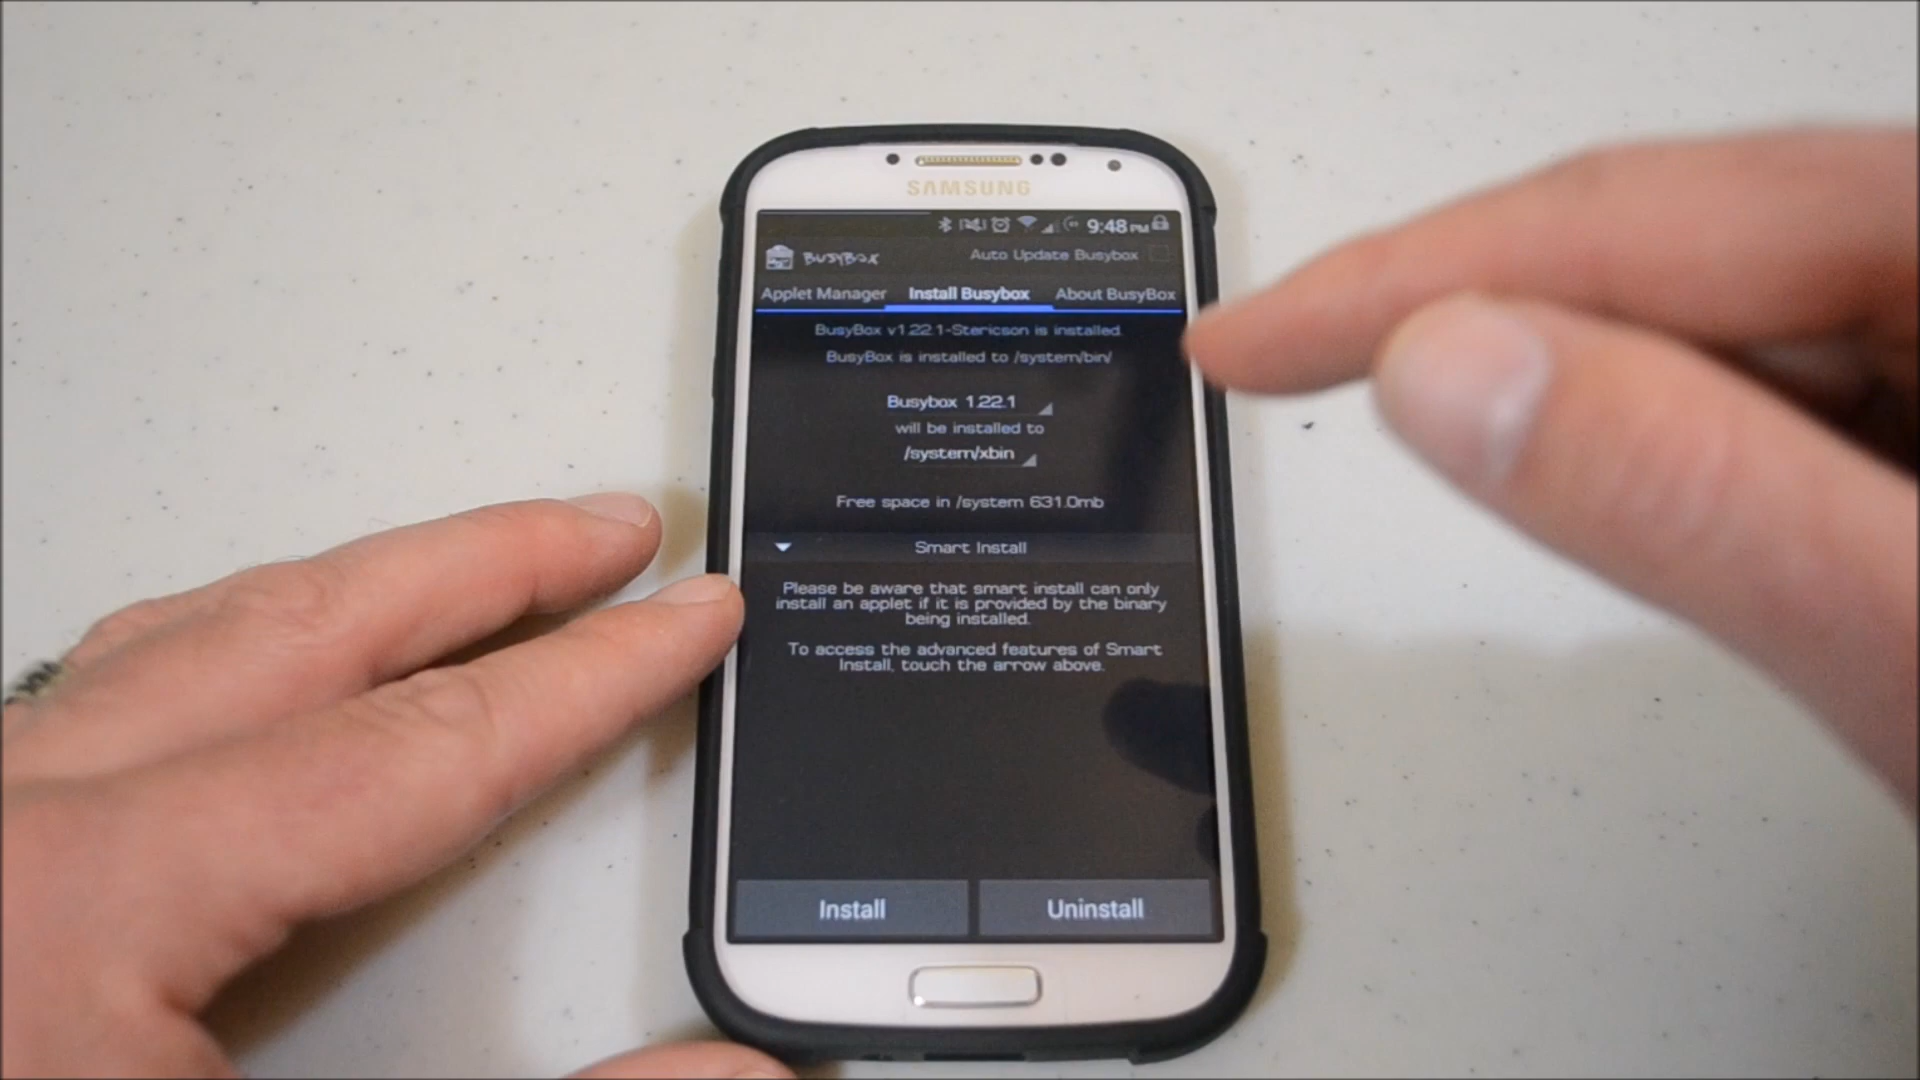 SAMSUNG
9:48 PM
BUSYBOX
Auto Update Busybox
Applet Manager Install Busybox About BusyBox
BusyBox v1.22.1-Stericson is installed.
BusyBox is installed to /system/bin/
Busybox 1.22.1
will be installed to
/system/xbin
Free space in /system 631.0mb
Smart Install
Please be aware that smart install can only
install an applet if it is provided by the binary
being installed.
To access the advanced features of Smart
Install, touch the arrow above.
Install Uninstall